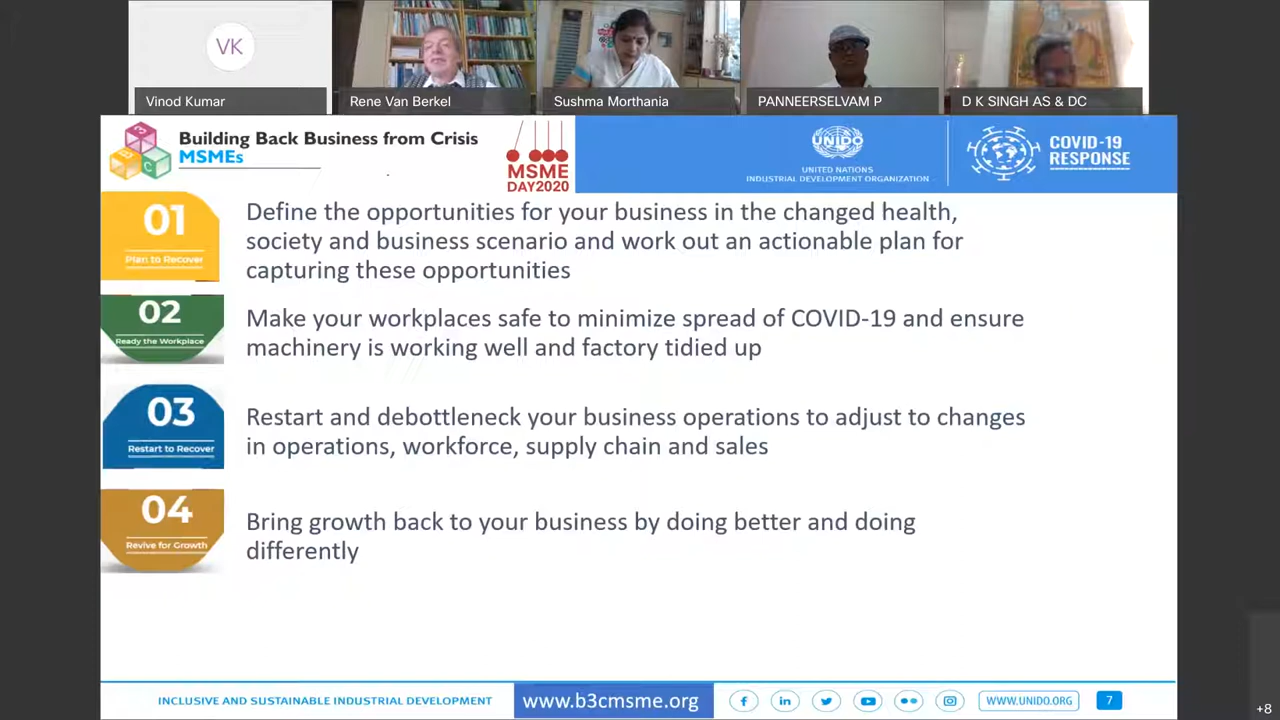 VK
Vinod Kumar
Rene Van Berkel
Sushma Morthania
PANNEERSELVAM P
D K SINGH AS & DC
Building Back Business from Crisis
MSMEs
MSME
DAY2020
UNIDO
UNITED NATIONS
INDUSTRIAL DEVELOPMENT ORGANIZATION
COVID-19
RESPONSE
01
Plan to Recover
Define the opportunities for your business in the changed health,
society and business scenario and work out an actionable plan for
capturing these opportunities
02
Ready the Workplace
Make your workplaces safe to minimize spread of COVID-19 and ensure
machinery is working well and factory tidied up
03
Restart to Recover
Restart and debottleneck your business operations to adjust to changes
in operations, workforce, supply chain and sales
04
Revive for Growth
Bring growth back to your business by doing better and doing
differently
INCLUSIVE AND SUSTAINABLE INDUSTRIAL DEVELOPMENT
www.b3cmsme.org
WWW.UNIDO.ORG
7
+8